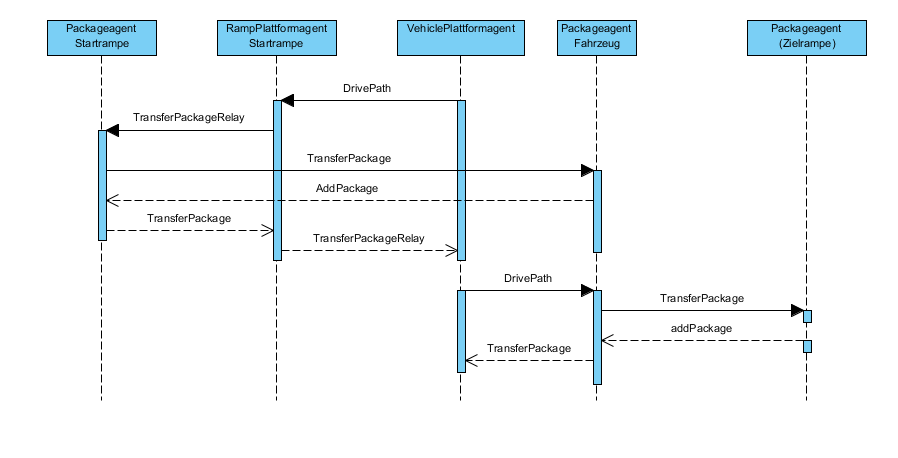 Packageagent
Startrampe
RampPlattformagent
Startrampe
VehiclePlattformagent
Packageagent
Fahrzeug
Packageagent
(Zielrampe)
DrivePath
TransferPackageRelay
TransferPackage
AddPackage
TransferPackage
TransferPackageRelay
DrivePath
TransferPackage
addPackage
TransferPackage